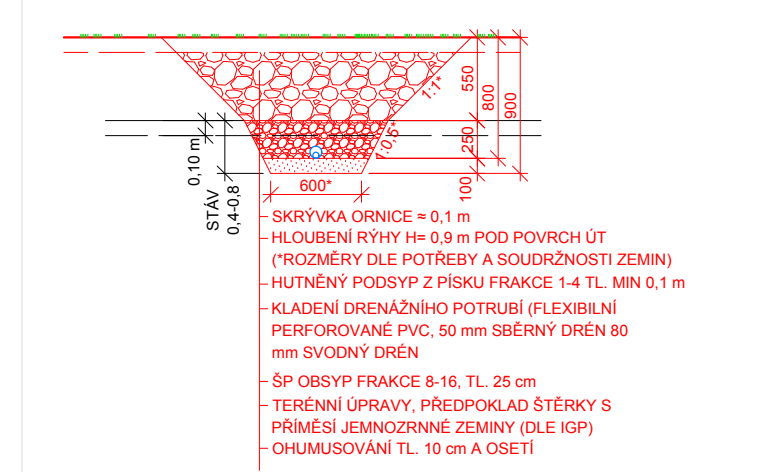 1:1*
550
800
900
1:0,5*
250
100
0,10 m
STÁV
0,4-0,8
600*
SKRÝVKA ORNICE ≈ 0,1 m
HLOUBENÍ RÝHY H= 0,9 m POD POVRCH ÚT
(*ROZMĚRY DLE POTŘEBY A SOUDRŽNOSTI ZEMIN)
HUTNĚNÝ PODSYP Z PÍSKU FRAKCE 1-4 TL. MIN 0,1 m
KLADENÍ DRENÁŽNÍHO POTRUBÍ (FLEXIBILNÍ
PERFOROVANÉ PVC, 50 mm SBĚRNÝ DRÉN 80
mm SVODNÝ DRÉN
ŠP OBSYP FRAKCE 8-16, TL. 25 cm
TERÉNNÍ ÚPRAVY, PŘEDPOKLAD ŠTĚRKY S
PŘÍMĚSÍ JEMNOZRNNÉ ZEMINY (DLE IGP)
OHUMUSOVÁNÍ TL. 10 cm A OSETÍ